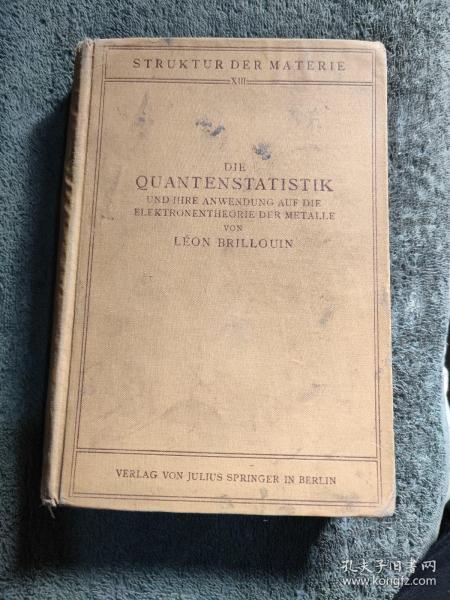 STRUKTUR DER MATERIE
XIII
DIE
QUANTENSTATISTIK
UND IHRE ANWENDUNG AUF DIE
ELEKTRONENTHEORIE DER METALLE
VON
LÉON BRILLOUIN
VERLAG VON JULIUS SPRINGER IN BERLIN
孔夫子旧书网
www.kongfz.com